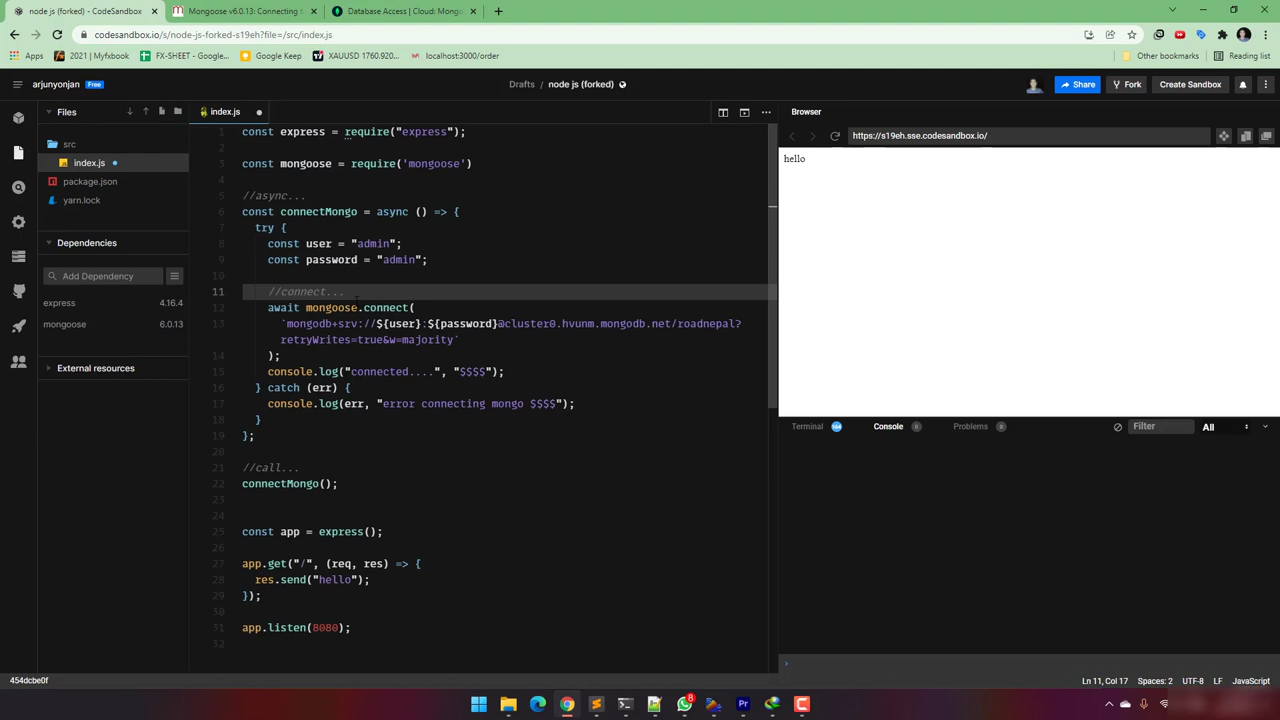 node js (forked) - CodeSandbox
Mongoose v6.0.13: Connecting t
Database Access | Cloud: Mongo
codesandbox.io/s/node-js-forked-s19eh?file=/src/index.js
Apps
2021 | Myfxbook
FX-SHEET - Google...
Google Keep
XAUUSD 1760.920...
localhost:3000/order
Other bookmarks
Reading list
arjunyonjan
Free
Drafts / node js (forked)
Share
Fork
Create Sandbox
Files
src
index.js
package.json
yarn.lock
Dependencies
Add Dependency
express 4.16.4
mongoose 6.0.13
External resources
index.js
1 const express = require("express");
2
3 const mongoose = require('mongoose')
4
5 //async...
6 const connectMongo = async () => {
7 try {
8 const user = "admin";
9 const password = "admin";
10
11 //connect...
12 await mongoose.connect(
13 `mongodb+srv://${user}:${password}@cluster0.hvunm.mongodb.net/roadnepal?
retryWrites=true&w=majority`
14 );
15 console.log("connected....", "$$$$");
16 } catch (err) {
17 console.log(err, "error connecting mongo $$$$");
18 }
19 };
20
21 //call...
22 connectMongo();
23
24
25 const app = express();
26
27 app.get("/", (req, res) => {
28 res.send("hello");
29 });
30
31 app.listen(8080);
32
Browser
https://s19eh.sse.codesandbox.io/
hello
Terminal 164
Console 0
Problems 0
Filter
All
454dcbe0f
Ln 11, Col 17
Spaces: 2
UTF-8
LF
JavaScript
8
Pr